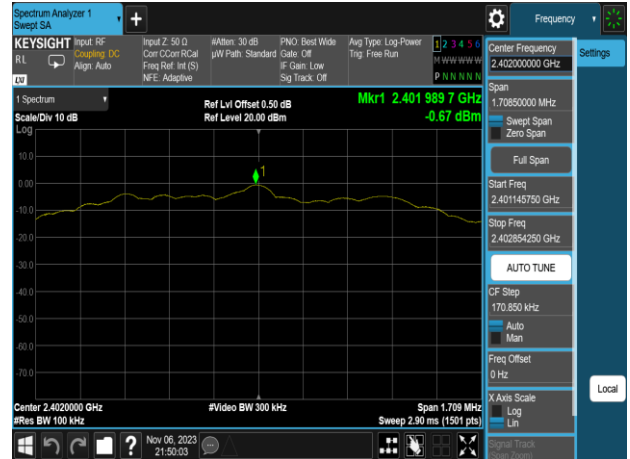 Spectrum Analyzer 1
Swept SA
+
Frequency
KEYSIGHT
RL
Input: RF
Coupling: DC
Align: Auto
Input Z: 50 Ω
Corr CCorr RCal
Freq Ref: Int (S)
NFE: Adaptive
#Atten: 30 dB
µW Path: Standard
PNO: Best Wide
Gate: Off
IF Gain: Low
Sig Track: Off
Avg Type: Log-Power
Trig: Free Run
1 2 3 4 5 6
M W W W W W
P N N N N N
LXI
1 Spectrum
Scale/Div 10 dB
Log
Ref Lvl Offset 0.50 dB
Ref Level 20.00 dBm
Mkr1 2.401 989 7 GHz
-0.67 dBm
1
10.0
0.00
-10.0
-20.0
-30.0
-40.0
-50.0
-60.0
-70.0
Center 2.4020000 GHz
#Res BW 100 kHz
#Video BW 300 kHz
Span 1.709 MHz
Sweep 2.90 ms (1501 pts)
Nov 06, 2023
21:50:03
?
Center Frequency
2.402000000 GHz
Span
1.70850000 MHz
Swept Span
Zero Span
Full Span
Start Freq
2.401145750 GHz
Stop Freq
2.402854250 GHz
AUTO TUNE
CF Step
170.850 kHz
Auto
Man
Freq Offset
0 Hz
X Axis Scale
Log
Lin
Signal Track
(Span Zoom)
Settings
Local